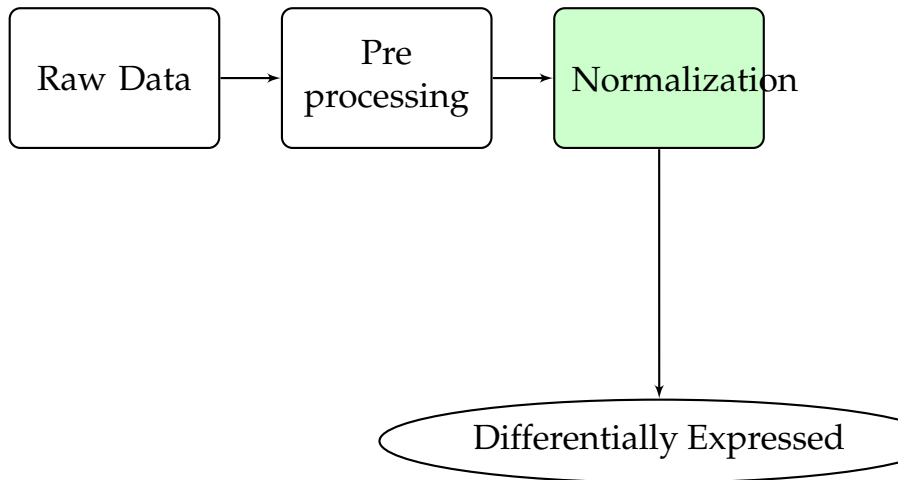 Raw Data
Pre
processing
Normalization
Differentially Expressed